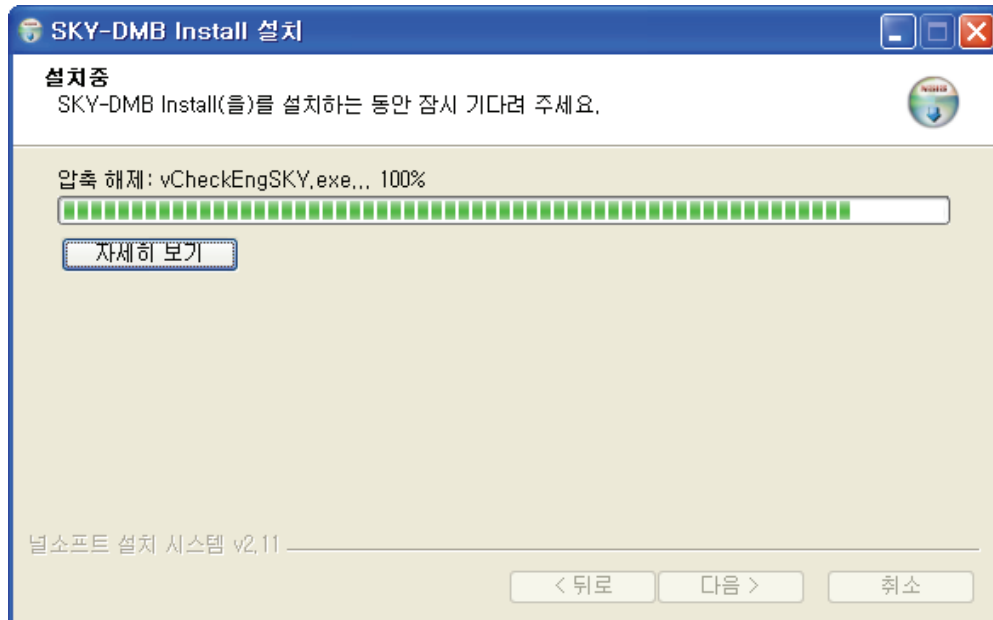 SKY-DMB Install 설치
설치중
SKY-DMB Install(을)를 설치하는 동안 잠시 기다려 주세요.
압축 해제: vCheckEngSKY.exe... 100%
자세히 보기
널소프트 설치 시스템 v2.11
< 뒤로
다음 >
취소